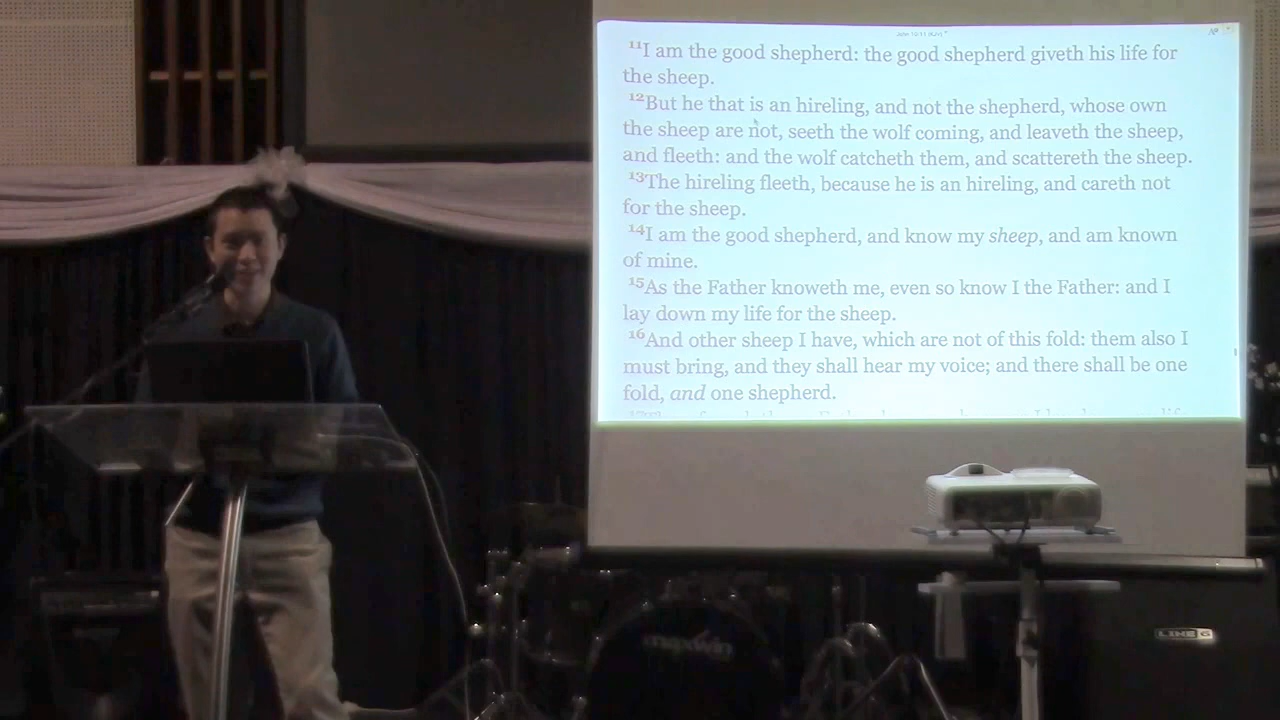 John 10:11 (KJV)
¹¹I am the good shepherd: the good shepherd giveth his life for
the sheep.
¹²But he that is an hireling, and not the shepherd, whose own
the sheep are not, seeth the wolf coming, and leaveth the sheep,
and fleeth: and the wolf catcheth them, and scattereth the sheep.
¹³The hireling fleeth, because he is an hireling, and careth not
for the sheep.
¹⁴I am the good shepherd, and know my sheep, and am known
of mine.
¹⁵As the Father knoweth me, even so know I the Father: and I
lay down my life for the sheep.
¹⁶And other sheep I have, which are not of this fold: them also I
must bring, and they shall hear my voice; and there shall be one
fold, and one shepherd.
mapex
LINE 6